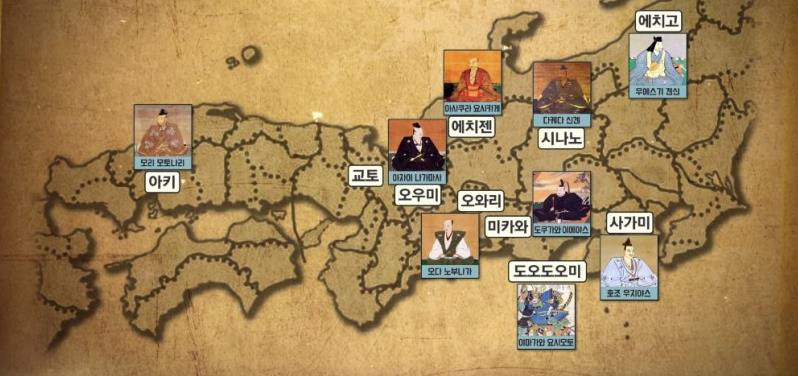 에치고
우에스기 겐신
아사쿠라 요시카게
에치젠
다케다 신겐
시나노
모리 모토나리
아키
교토
아자이 나가마사
오우미
오와리
오다 노부나가
미카와
도쿠가와 이에야스
사가미
호조 우지야스
도오도오미
이마가와 요시모토